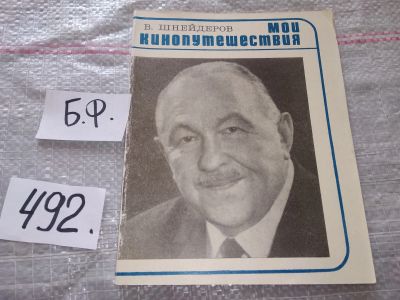 В. ШНЕЙДЕРОВ
МОИ
КИНОПУТЕШЕСТВИЯ
Б.Ф.
492.